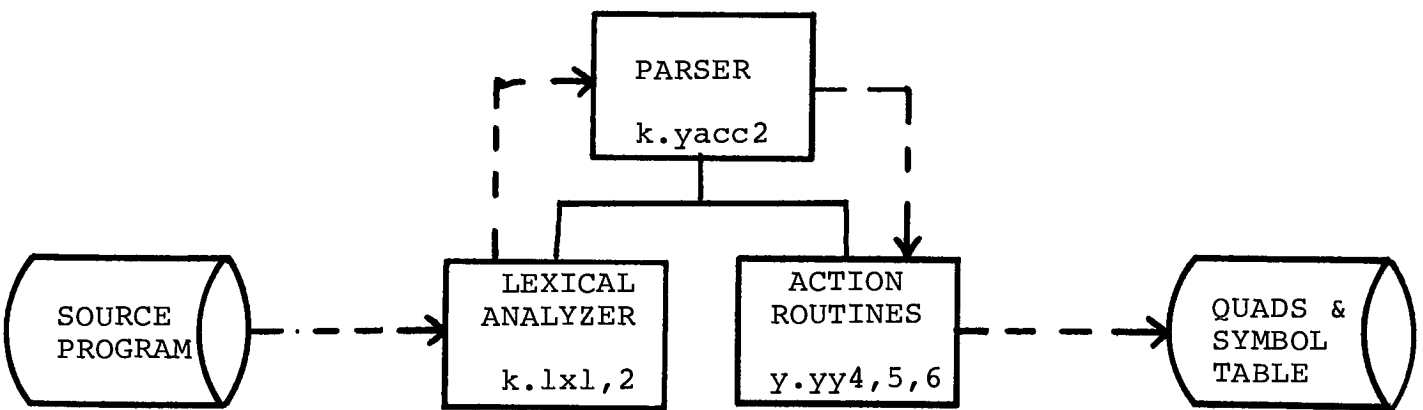 PARSER
k.yacc2
SOURCE
PROGRAM
LEXICAL
ANALYZER
k.lxl,2
ACTION
ROUTINES
y.yy4,5,6
QUADS &
SYMBOL
TABLE